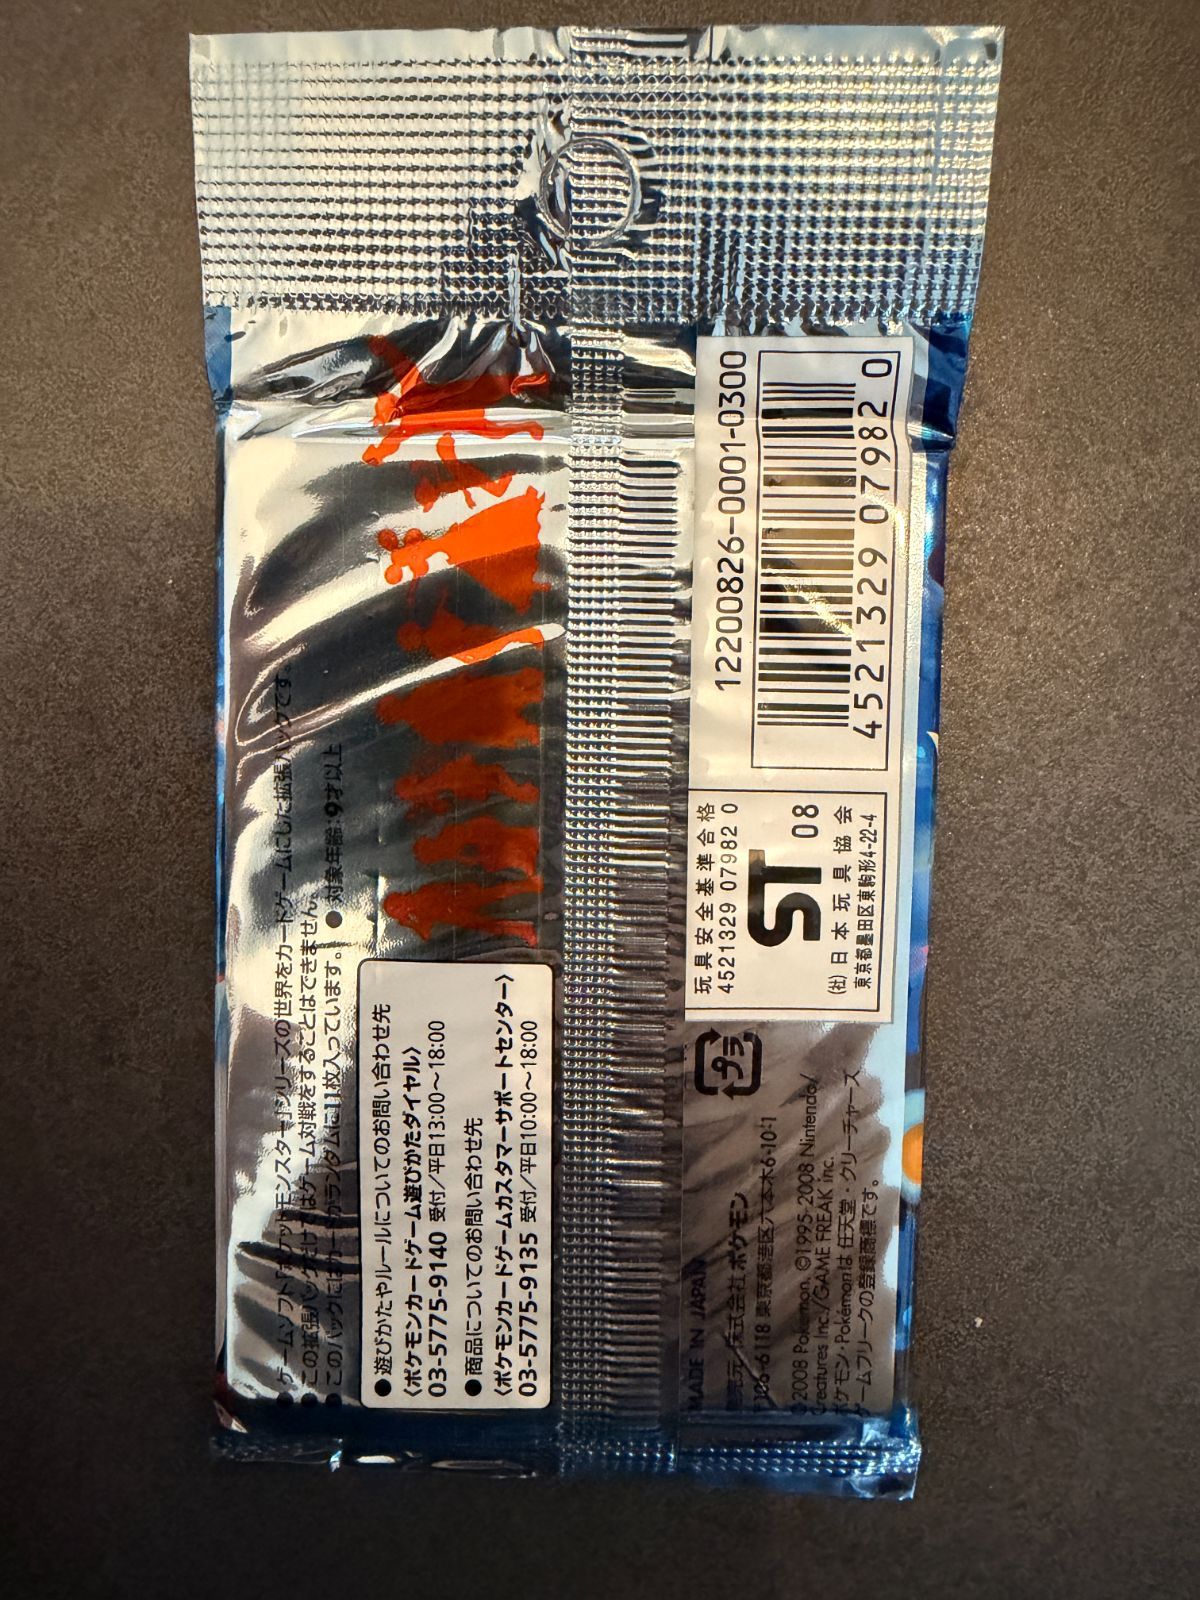 ●ゲームソフト『ポケットモンスター』シリーズの世界をカードゲームにした拡張パックです。
●この拡張パックだけではゲーム対戦をすることはできません。
●このパックにはカードがランダムに11枚入っています。 ●対象年齢:9才以上
●遊びかたやルールについてのお問い合わせ先
〈ポケモンカードゲーム遊びかたダイヤル〉
03-5775-9140 受付/平日13:00〜18:00
●商品についてのお問い合わせ先
〈ポケモンカードゲームカスタマーサポートセンター〉
03-5775-9135 受付/平日10:00〜18:00
MADE IN JAPAN
発売元/株式会社ポケモン
〒106-6118 東京都港区六本木6-10-1
©2008 Pokémon. ©1995-2008 Nintendo/
Creatures Inc./GAME FREAK inc.
ポケモン・Pokémonは任天堂・クリーチャーズ・
ゲームフリークの登録商標です。
プラ
玩具安全基準合格
4521329 07982 0
ST 08
(社)日本玩具協会
東京都墨田区東駒形4-22-4
12200826-0001-0300
4521329 07982 0